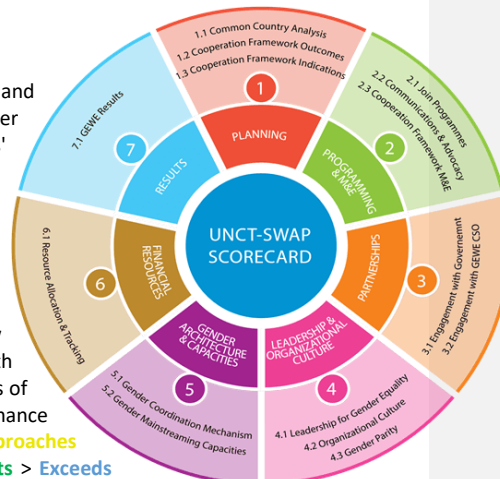 and
er
'
th
s of
mance
proaches
ts > Exceeds
UNCT-SWAP
SCORECARD
1
PLANNING
1.1 Common Country Analysis
1.2 Cooperation Framework Outcomes
1.3 Cooperation Framework Indications
2
PROGRAMMING
& M&E
2.1 Join Programmes
2.2 Communications & Advocacy
2.3 Cooperation Framework M&E
3
PARTNERSHIPS
3.1 Engagement with Governemnt
3.2 Engagement with GEWE CSO
4
LEADERSHIP &
ORGANIZATIONAL
CULTURE
4.1 Leadership for Gender Equality
4.2 Organizational Culture
4.3 Gender Parity
5
GENDER
ARCHITECTURE
& CAPACITIES
5.1 Gender Coordination Mechanism
5.2 Gender Mainstreaming Capacities
6
FINANCIAL
RESOURCES
6.1 Resource Allocation & Tracking
7
RESULTS
7.1 GEWE Results